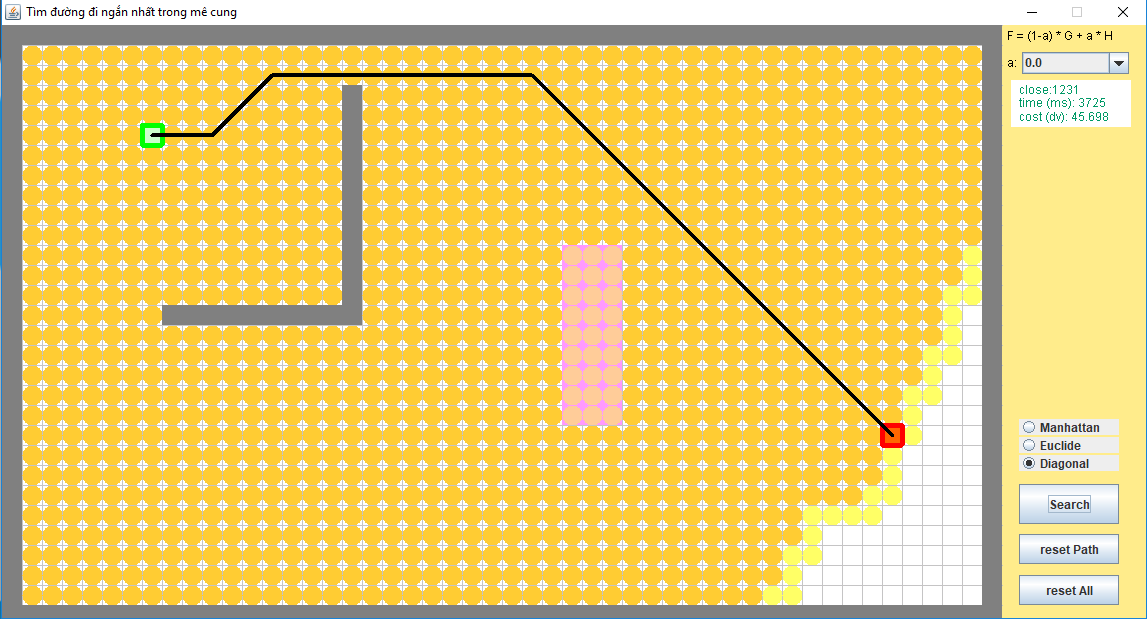 Tìm đường đi ngắn nhất trong mê cung
F = (1-a) * G + a * H
a: 0.0
close:1231
time (ms): 3725
cost (dv): 45.698
Manhattan
Euclide
Diagonal
Search
reset Path
reset All